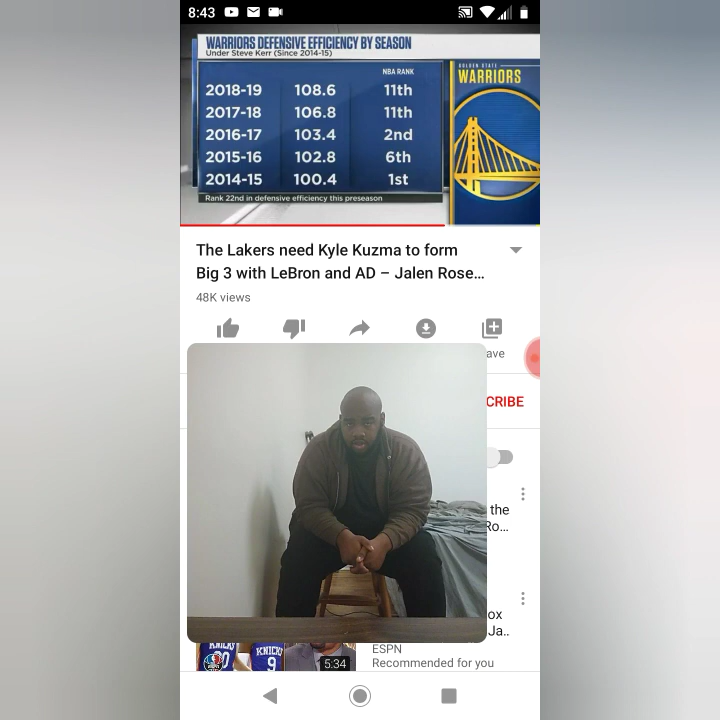 8:43
WARRIORS DEFENSIVE EFFICIENCY BY SEASON
Under Steve Kerr (Since 2014-15)
NBA RANK
2018-19 108.6 11th
2017-18 106.8 11th
2016-17 103.4 2nd
2015-16 102.8 6th
2014-15 100.4 1st
Rank 22nd in defensive efficiency this preseason
GOLDEN STATE
WARRIORS
The Lakers need Kyle Kuzma to form
Big 3 with LeBron and AD – Jalen Rose...
48K views
ave
CRIBE
the
Ro...
ox
Ja..
KNICKS
KNICKS
9
5:34
ESPN
Recommended for you